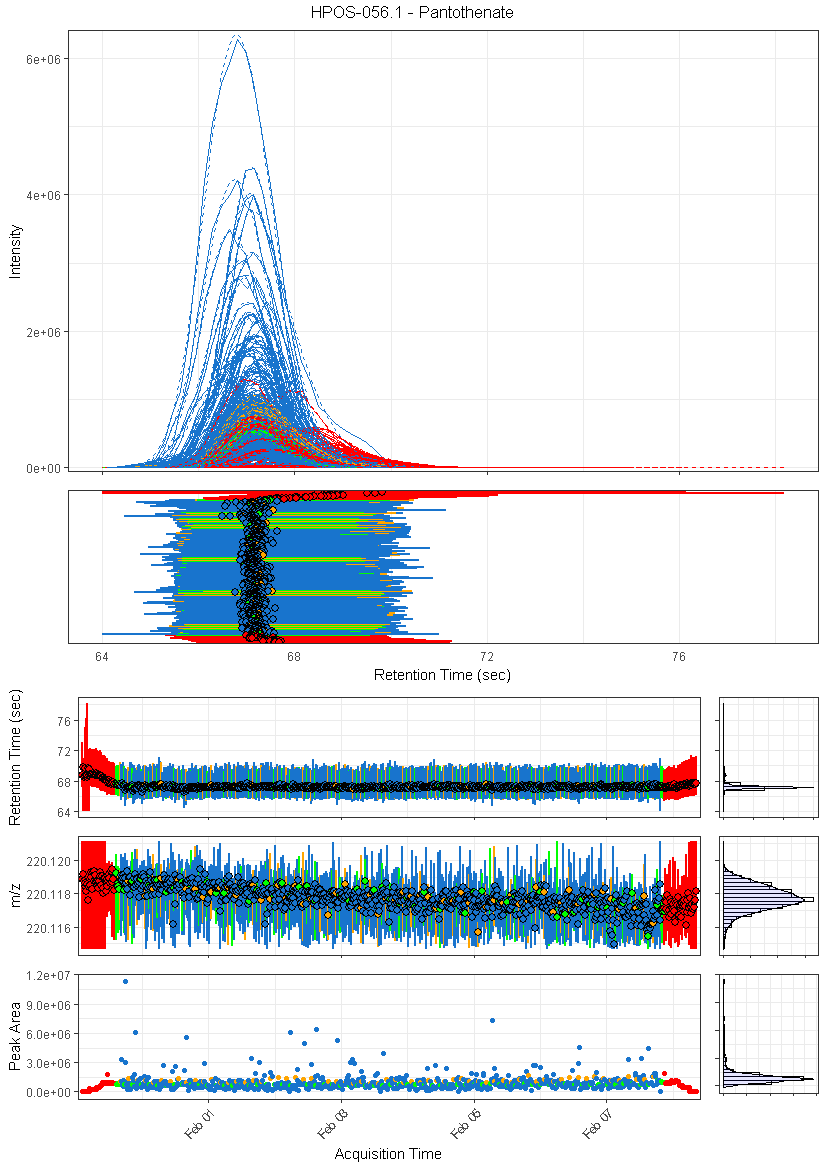 HPOS-056.1 - Pantothenate
Intensity
6e+06
4e+06
2e+06
0e+00
64
68
72
76
Retention Time (sec)
Retention Time (sec)
76
72
68
64
m/z
220.120
220.118
220.116
Peak Area
1.2e+07
9.0e+06
6.0e+06
3.0e+06
0.0e+00
Feb 01
Feb 03
Feb 05
Feb 07
Acquisition Time